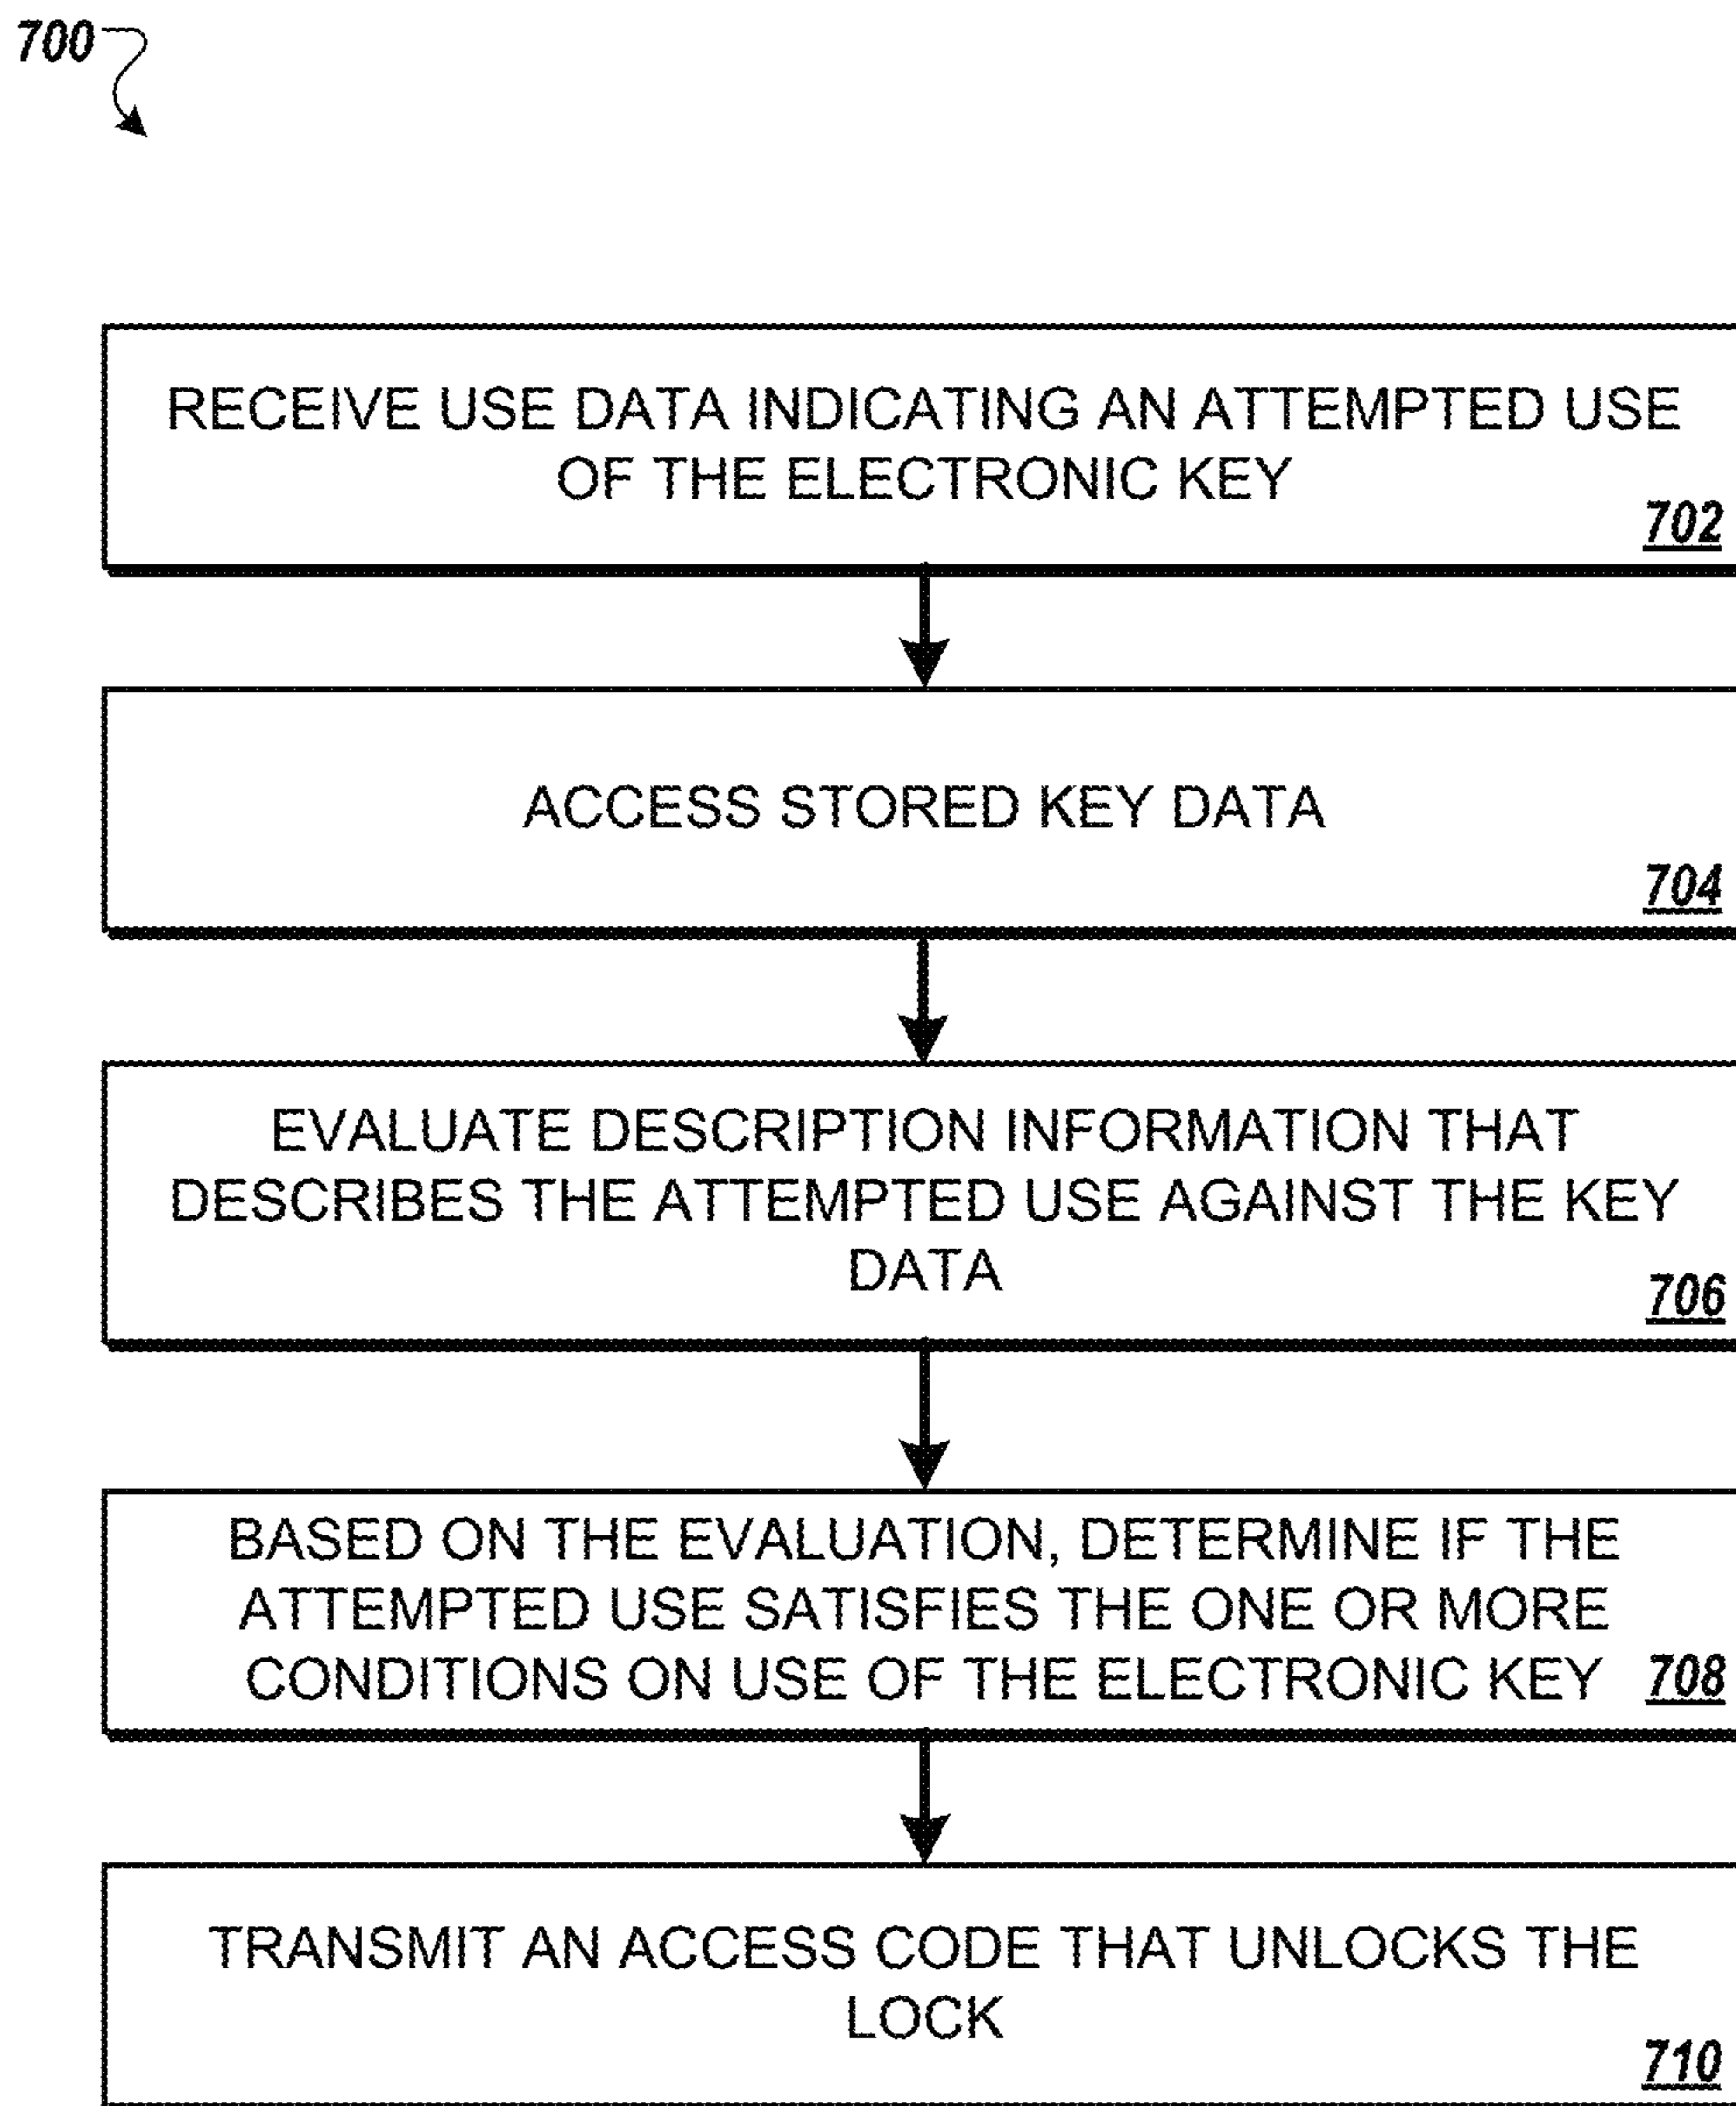 700
RECEIVE USE DATA INDICATING AN ATTEMPTED USE
OF THE ELECTRONIC KEY
702
ACCESS STORED KEY DATA
704
EVALUATE DESCRIPTION INFORMATION THAT
DESCRIBES THE ATTEMPTED USE AGAINST THE KEY
DATA
706
BASED ON THE EVALUATION, DETERMINE IF THE
ATTEMPTED USE SATISFIES THE ONE OR MORE
CONDITIONS ON USE OF THE ELECTRONIC KEY 708
TRANSMIT AN ACCESS CODE THAT UNLOCKS THE
LOCK
710